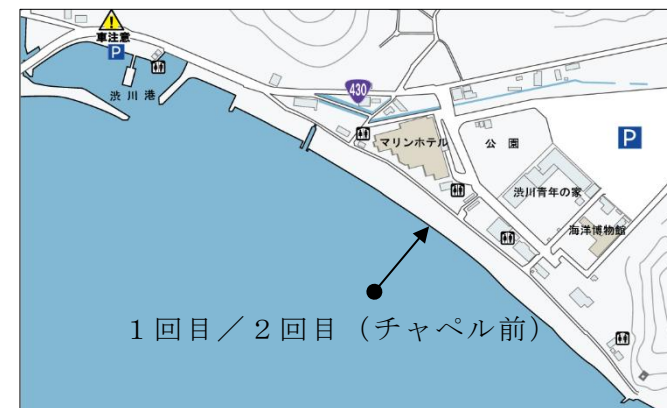 車注意
P
渋川港
430
マリンホテル
公園
P
渋川青年の家
海洋博物館
1回目/2回目(チャペル前)